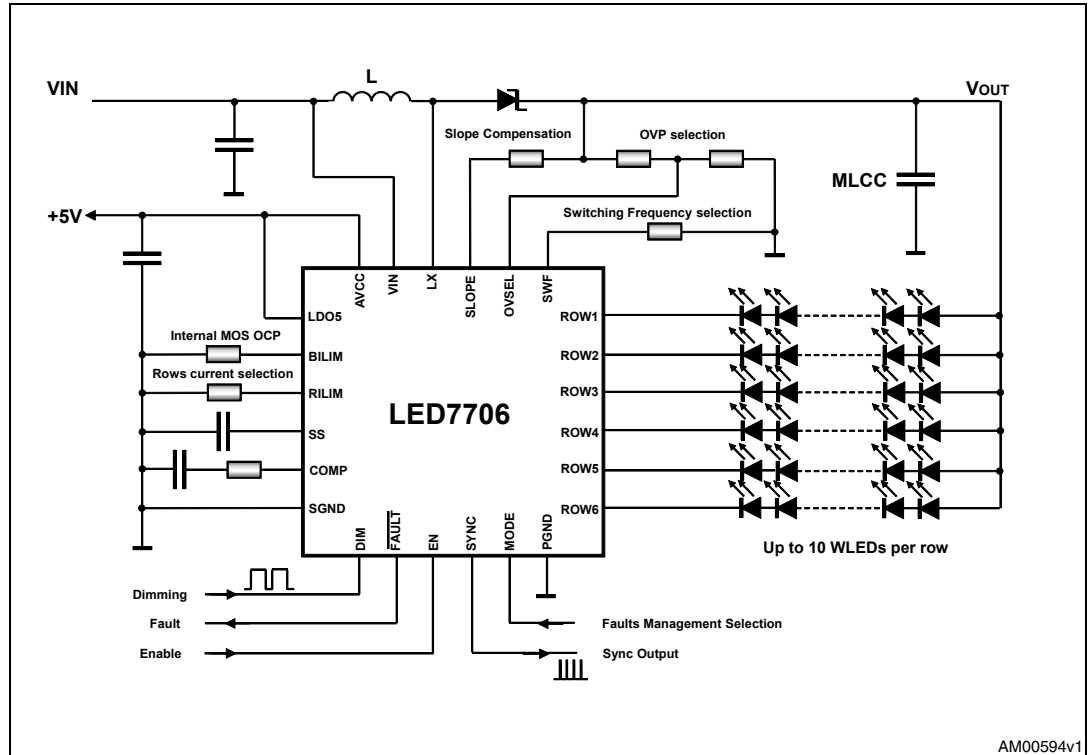 VIN
L
VOUT
Slope Compensation
OVP selection
MLCC
+5V
Switching Frequency selection
AVCC
VIN
LX
SLOPE
OVSEL
SWF
LDO5
Internal MOS OCP
BILIM
Rows current selection
RILIM
SS
COMP
SGND
LED7706
ROW1
ROW2
ROW3
ROW4
ROW5
ROW6
DIM
FAULT
EN
SYNC
MODE
PGND
Up to 10 WLEDs per row
Dimming
Fault
Enable
Faults Management Selection
Sync Output
AM00594v1